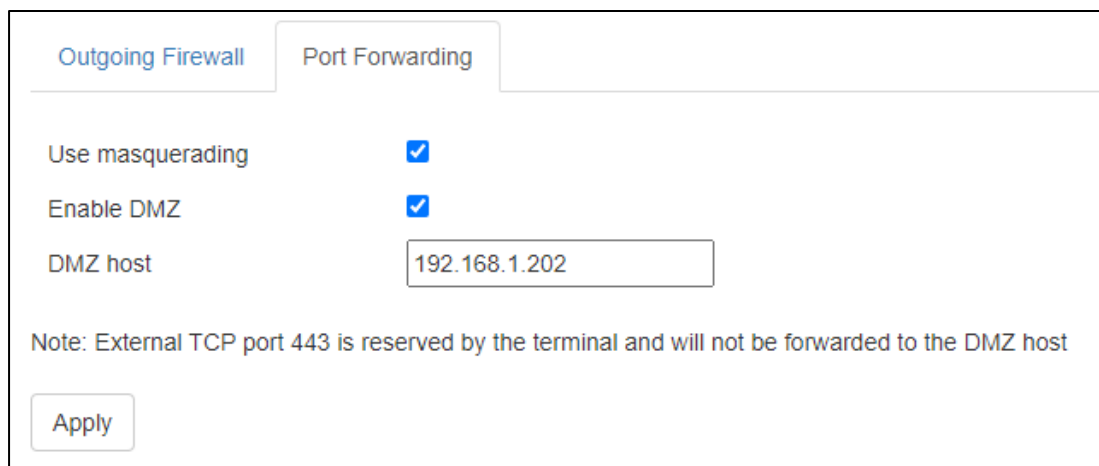 Outgoing Firewall
Port Forwarding
Use masquerading
Enable DMZ
DMZ host
192.168.1.202
Note: External TCP port 443 is reserved by the terminal and will not be forwarded to the DMZ host
Apply